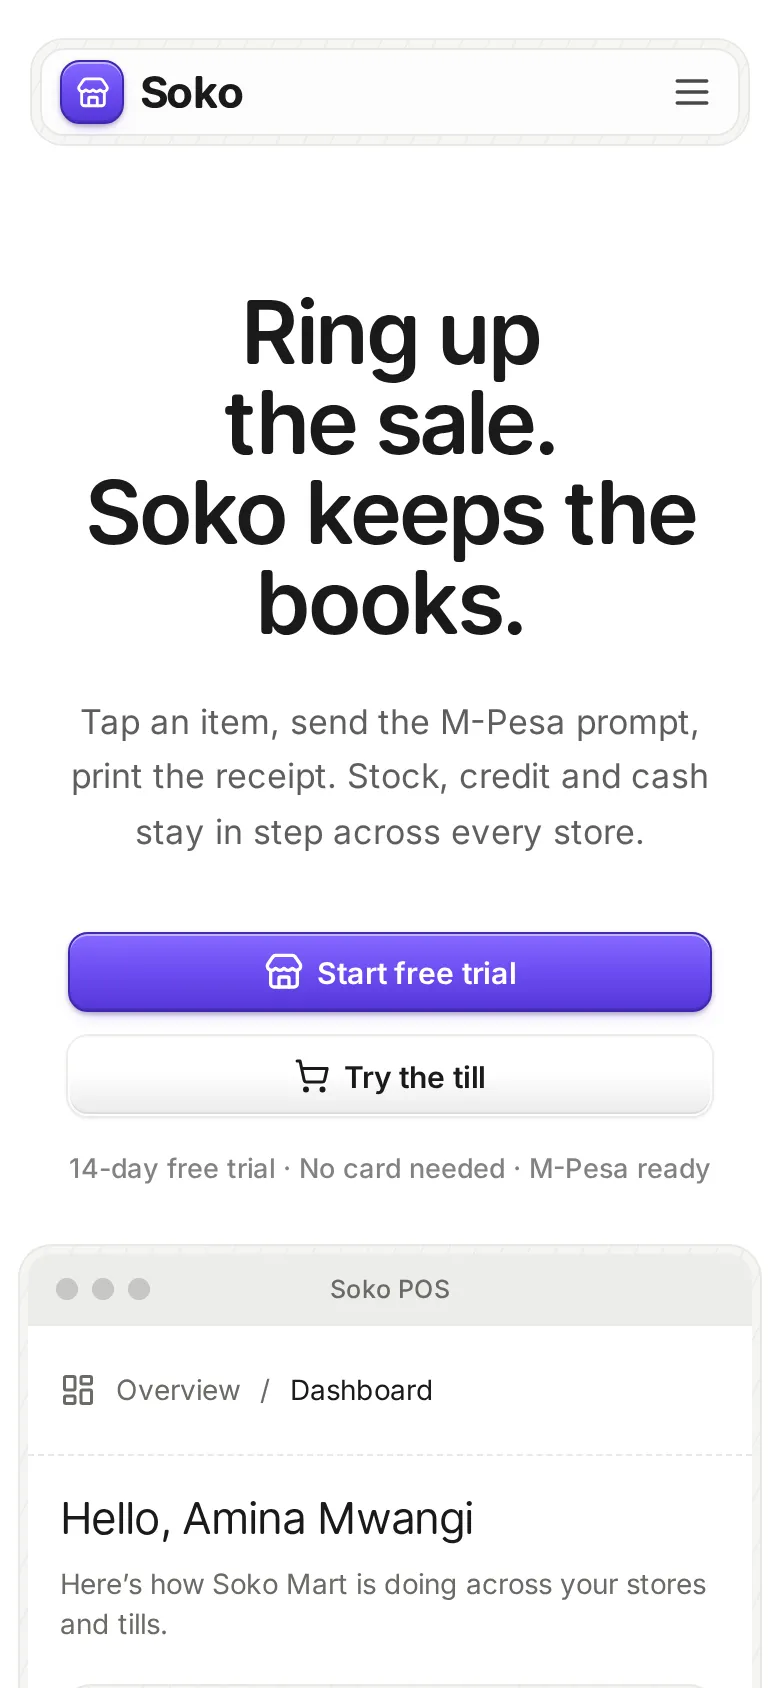 Soko
Ring up
the sale.
Soko keeps the
books.
Tap an item, send the M-Pesa prompt,
print the receipt. Stock, credit and cash
stay in step across every store.
Start free trial
Try the till
14-day free trial · No card needed · M-Pesa ready
Soko POS
Overview / Dashboard
Hello, Amina Mwangi
Here’s how Soko Mart is doing across your stores
and tills.